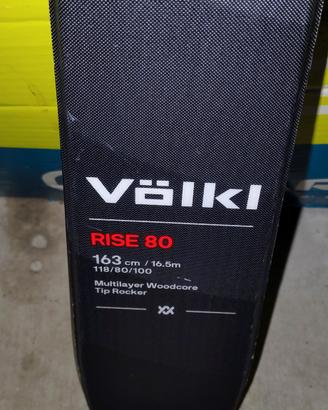 Völkl
RISE 80
163 cm / 16.5m
118/80/100
Multilayer Woodcore
Tip Rocker